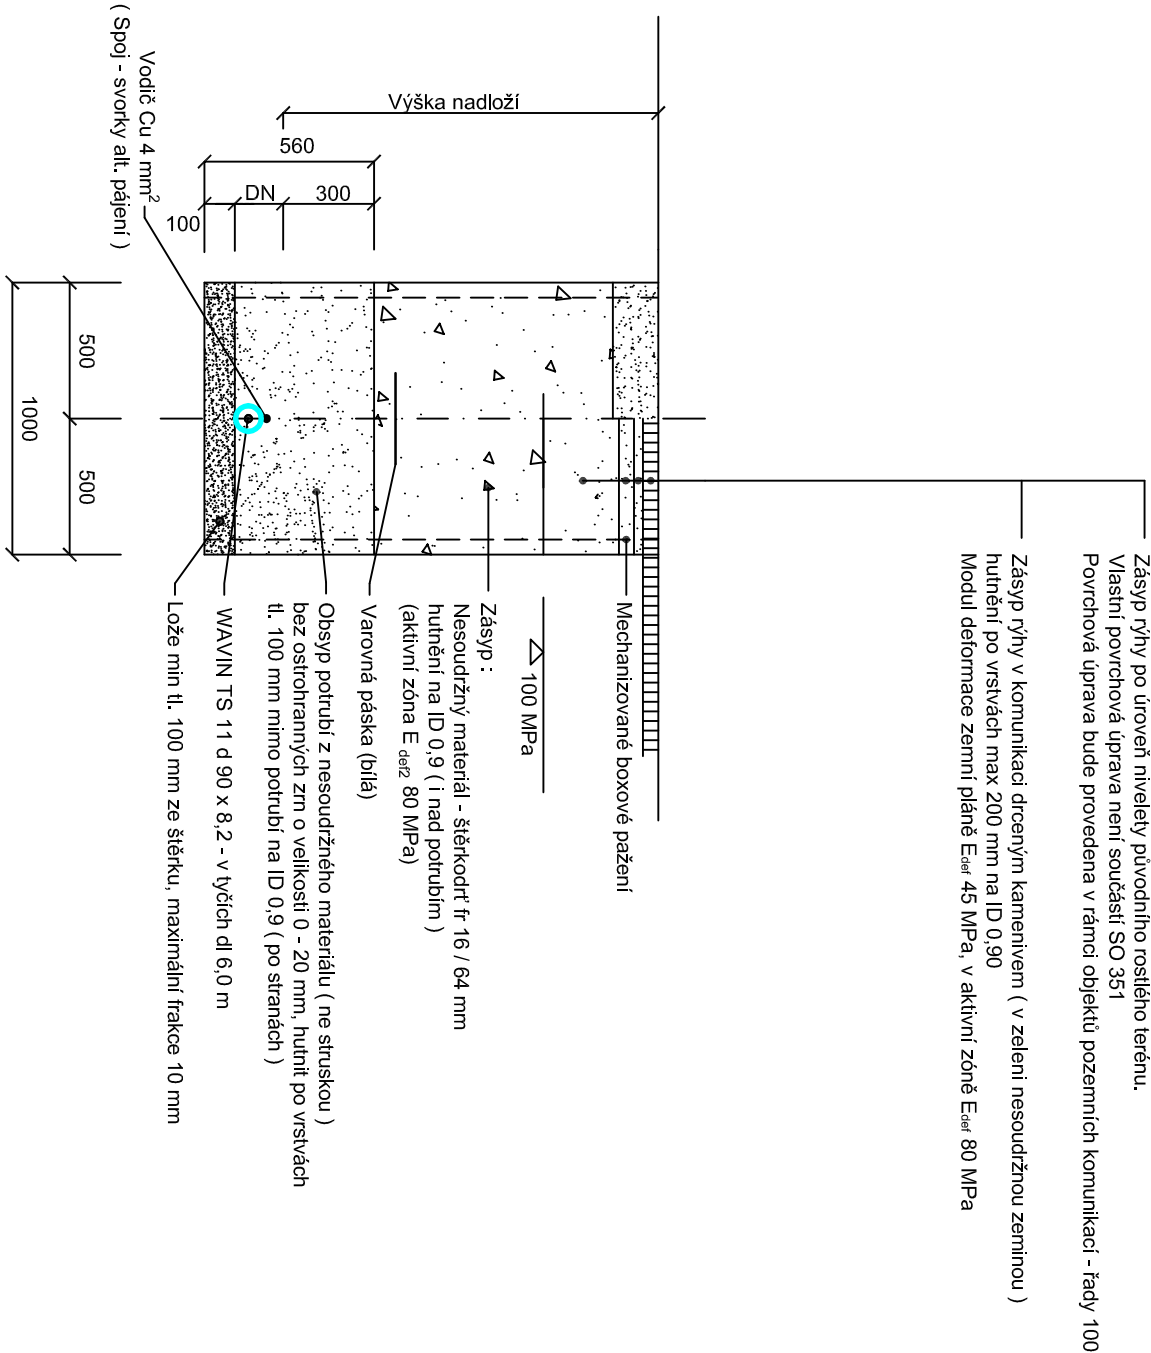 Zásyp rýhy po úroveň nivelety původního rostlého terénu.
Vlastní povrchová úprava není součástí SO 351
Povrchová úprava bude provedena v rámci objektů pozemních komunikací - řady 100
Zásyp rýhy v komunikaci drceným kamenivem ( v zeleni nesoudržnou zeminou )
hutnění po vrstvách max 200 mm na ID 0,90
Modul deformace zemní pláně Edef 45 MPa, v aktivní zóně Edef 80 MPa
Mechanizované boxové pažení
100 MPa
Zásyp :
Nesoudržný materiál - štěrkodrť fr 16 / 64 mm
hutnění na ID 0,9 ( i nad potrubím )
(aktivní zóna E def2 80 MPa)
Varovná páska (bílá)
Obsyp potrubí z nesoudržného materiálu ( ne struskou )
bez ostrohranných zrn o velikosti 0 - 20 mm, hutnit po vrstvách
tl. 100 mm mimo potrubí na ID 0,9 ( po stranách )
WAVIN TS 11 d 90 x 8,2 - v tyčích dl 6,0 m
Lože min tl. 100 mm ze štěrku, maximální frakce 10 mm
Výška nadloží
560
300
DN
100
Vodič Cu 4 mm²
( Spoj - svorky alt. pájení )
500
500
1000